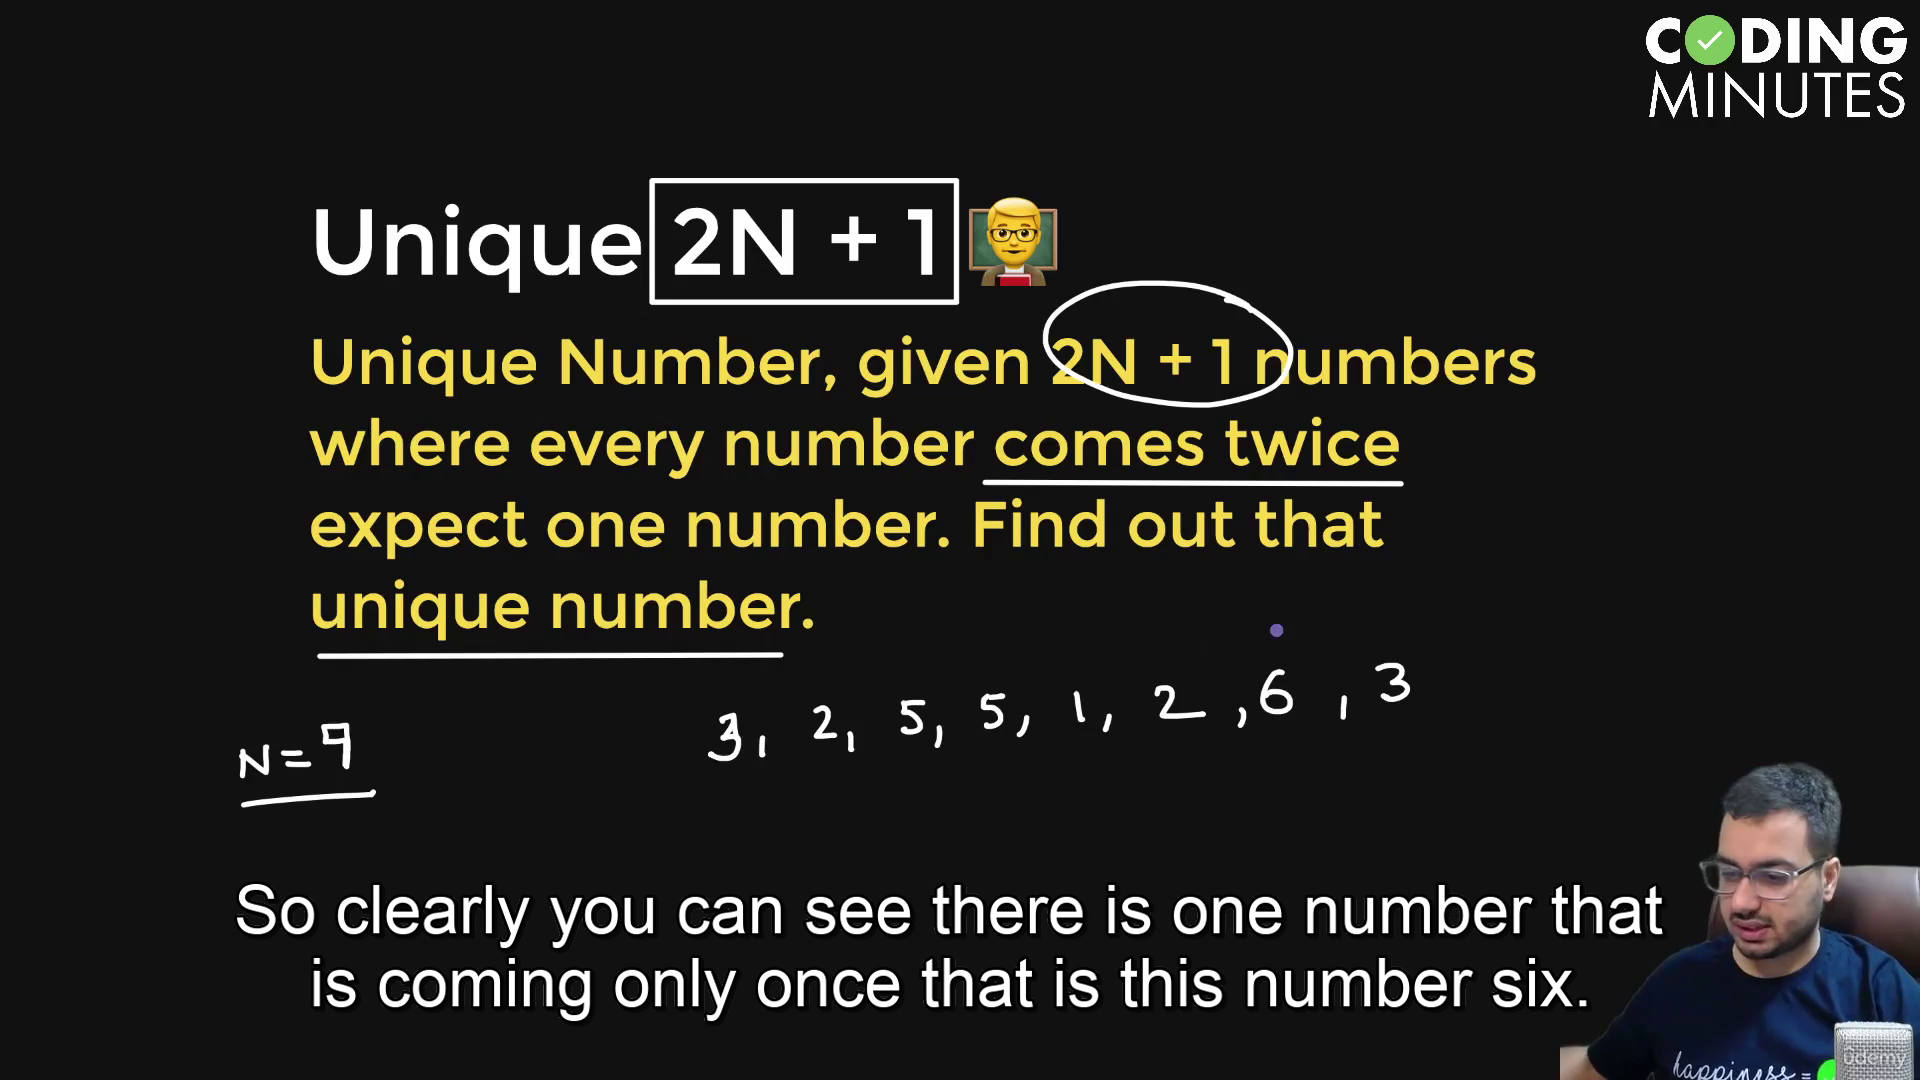 CODING
MINUTES
Unique 2N + 1
Unique Number, given 2N + 1 numbers
where every number comes twice
expect one number. Find out that
unique number.
3, 2, 5, 5, 1, 2, 6, 3
N = 9
So clearly you can see there is one number that
is coming only once that is this number six.
happiness =
udemy